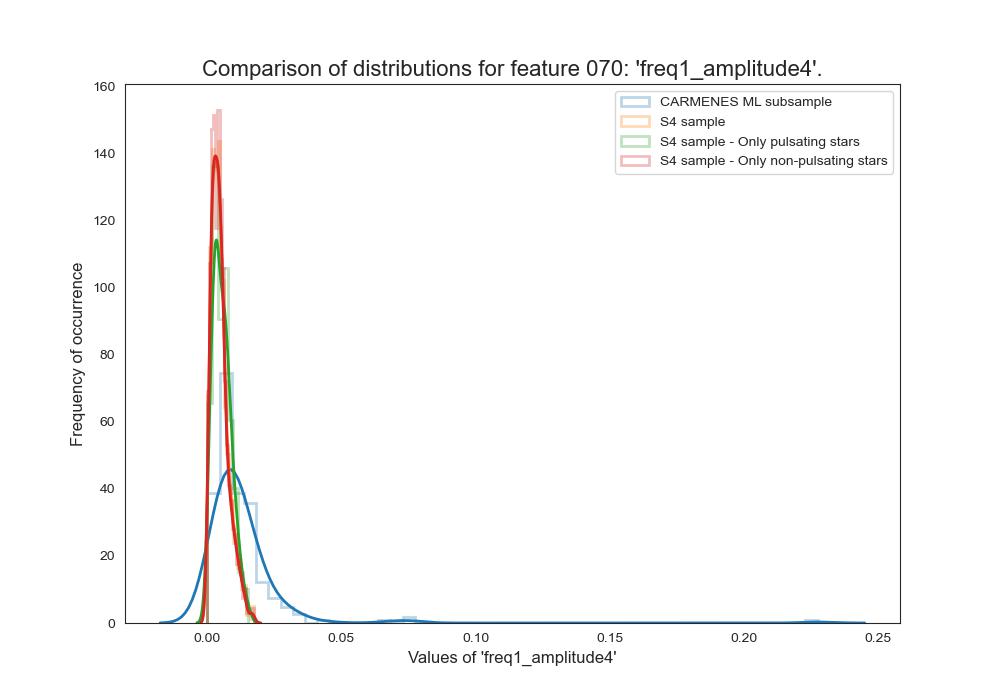 Comparison of distributions for feature 070: 'freq1_amplitude4'.
CARMENES ML subsample
S4 sample
S4 sample - Only pulsating stars
S4 sample - Only non-pulsating stars
Frequency of occurrence
160
140
120
100
80
60
40
20
0
0.00 0.05 0.10 0.15 0.20 0.25
Values of 'freq1_amplitude4'